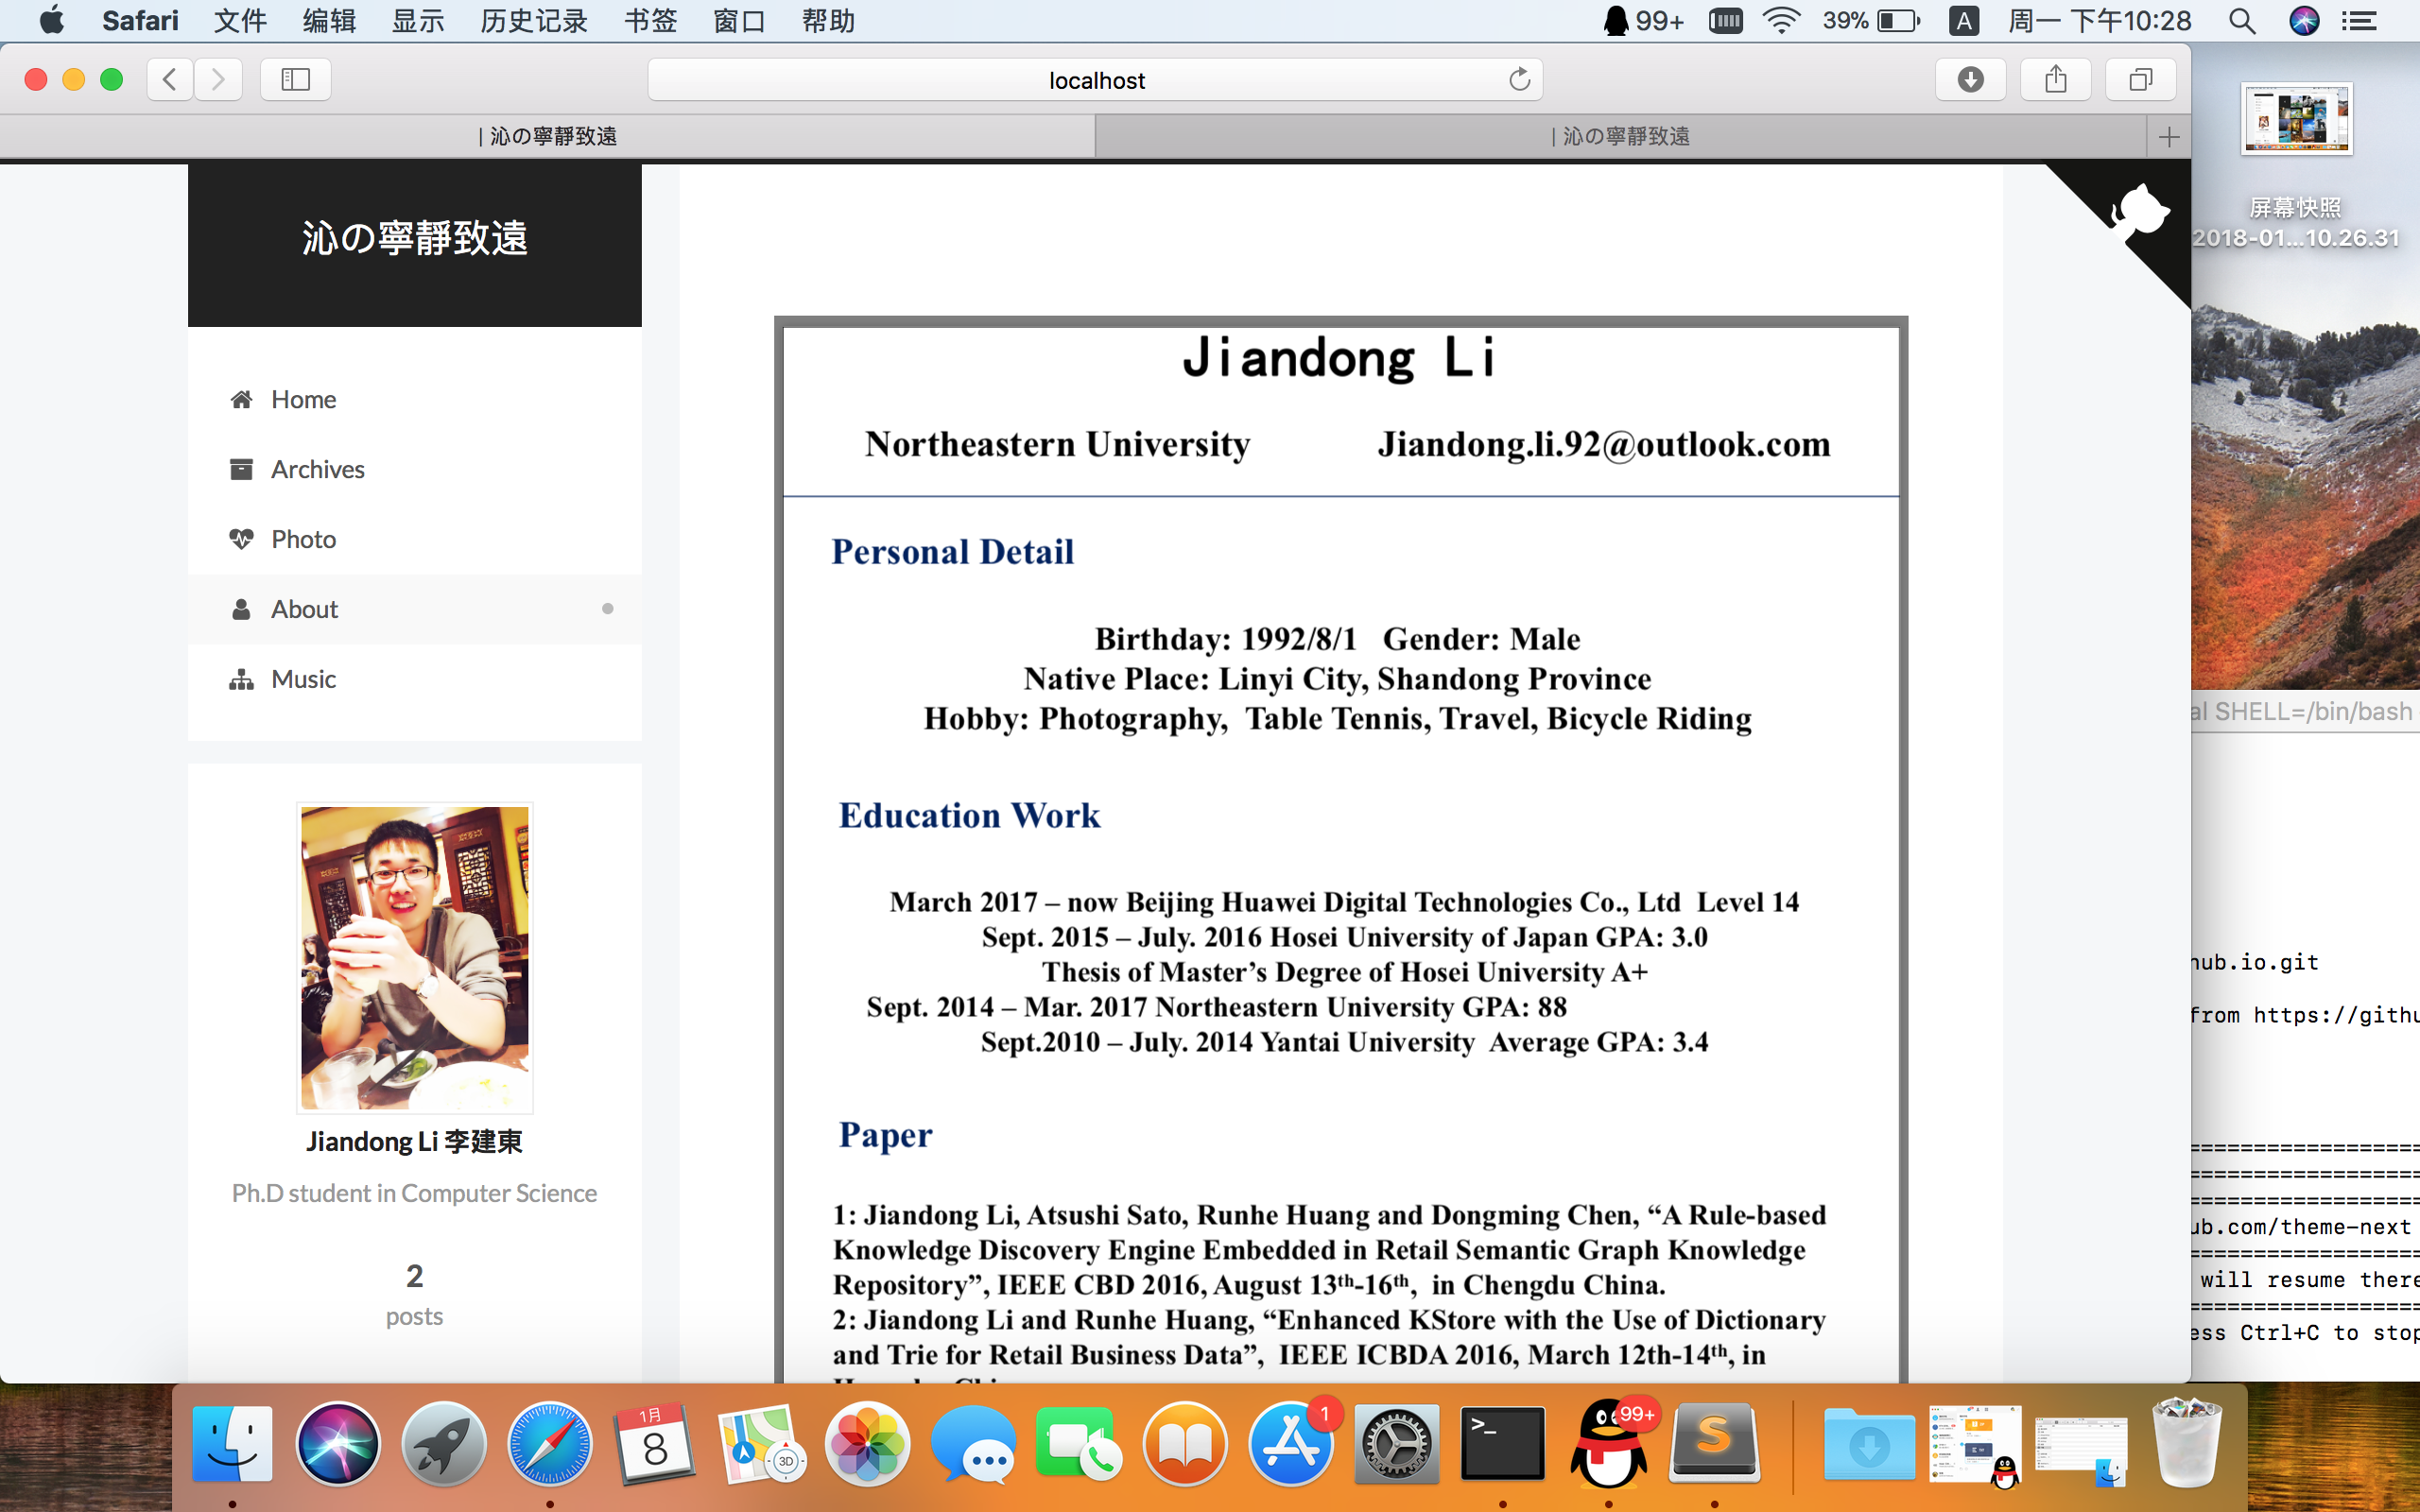 Safari 文件 编辑 显示 历史记录 书签 窗口 帮助 99+ 39% A 周一 下午10:28
localhost
| 沁の寧靜致遠 | 沁の寧靜致遠
屏幕快照
2018-01...10.26.31
沁の寧靜致遠
Home
Archives
Photo
About
Music
Jiandong Li 李建東
Ph.D student in Computer Science
2
posts
Jiandong Li
Northeastern University Jiandong.li.92@outlook.com
Personal Detail
Birthday: 1992/8/1 Gender: Male
Native Place: Linyi City, Shandong Province
Hobby: Photography, Table Tennis, Travel, Bicycle Riding
Education Work
March 2017 – now Beijing Huawei Digital Technologies Co., Ltd Level 14
Sept. 2015 – July. 2016 Hosei University of Japan GPA: 3.0
Thesis of Master’s Degree of Hosei University A+
Sept. 2014 – Mar. 2017 Northeastern University GPA: 88
Sept.2010 – July. 2014 Yantai University Average GPA: 3.4
Paper
1: Jiandong Li, Atsushi Sato, Runhe Huang and Dongming Chen, “A Rule-based
Knowledge Discovery Engine Embedded in Retail Semantic Graph Knowledge
Repository”, IEEE CBD 2016, August 13th-16th, in Chengdu China.
2: Jiandong Li and Runhe Huang, “Enhanced KStore with the Use of Dictionary
and Trie for Retail Business Data”, IEEE ICBDA 2016, March 12th-14th, in
al SHELL=/bin/bash
hub.io.git
from https://githu
==================
==================
==================
ub.com/theme-next
==================
will resume there
==================
ess Ctrl+C to stop
1月
8
3D
1
>_
99+
S